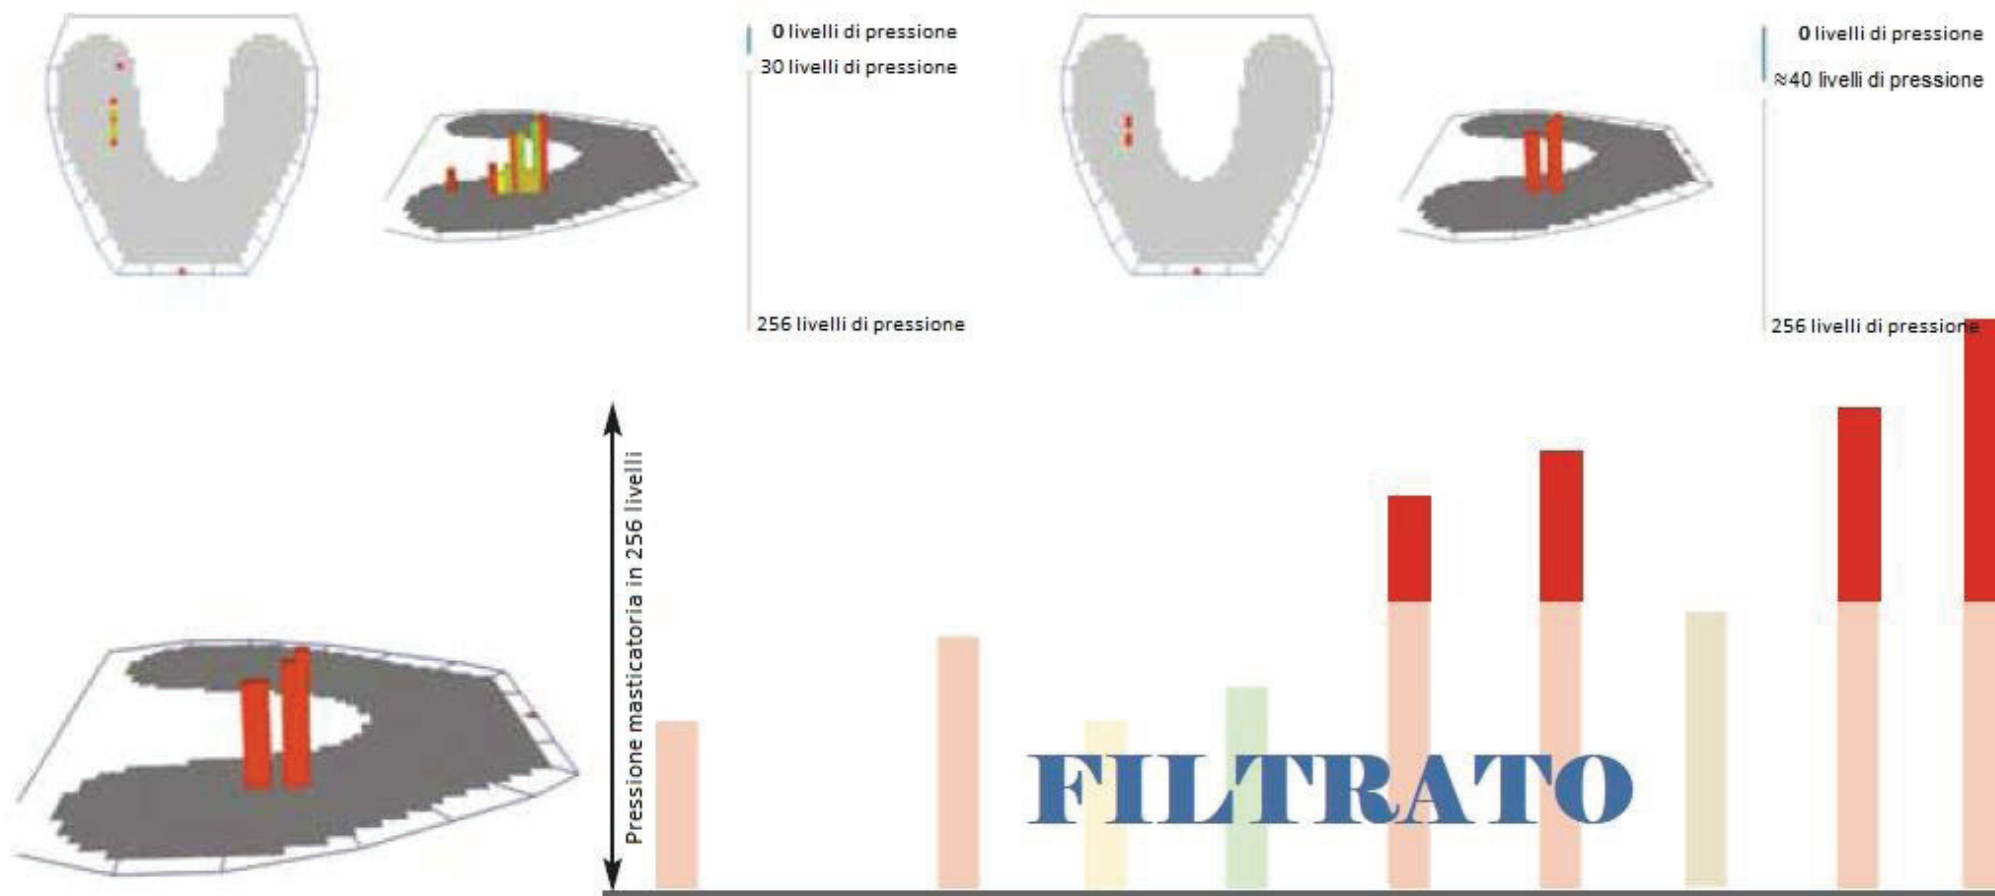 0 livelli di pressione
30 livelli di pressione
256 livelli di pressione
0 livelli di pressione
≈40 livelli di pressione
256 livelli di pressione
Pressione masticatoria in 256 livelli
FILTRATO